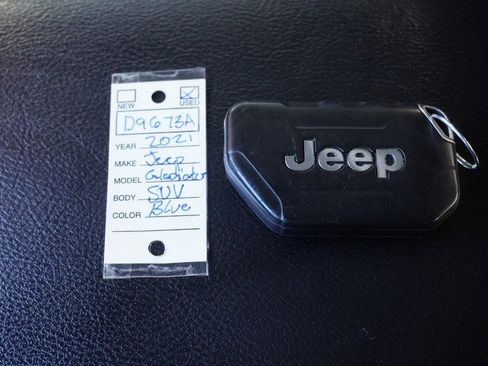 NEW USED
D9673A
YEAR 2021
MAKE Jeep
MODEL Gladiator
BODY SUV
COLOR Blue
Jeep